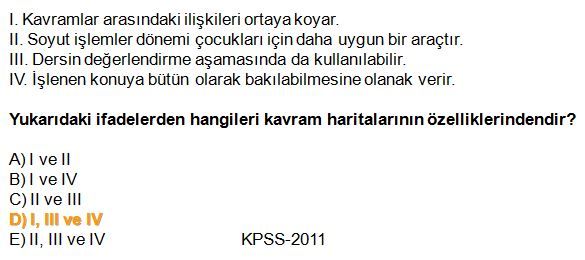 I. Kavramlar arasındaki ilişkileri ortaya koyar.
II. Soyut işlemler dönemi çocukları için daha uygun bir araçtır.
III. Dersin değerlendirme aşamasında da kullanılabilir.
IV. İşlenen konuya bütün olarak bakılabilmesine olanak verir.
Yukarıdaki ifadelerden hangileri kavram haritalarının özelliklerindendir?
A) I ve II
B) I ve IV
C) II ve III
D) I, III ve IV
E) II, III ve IV KPSS-2011